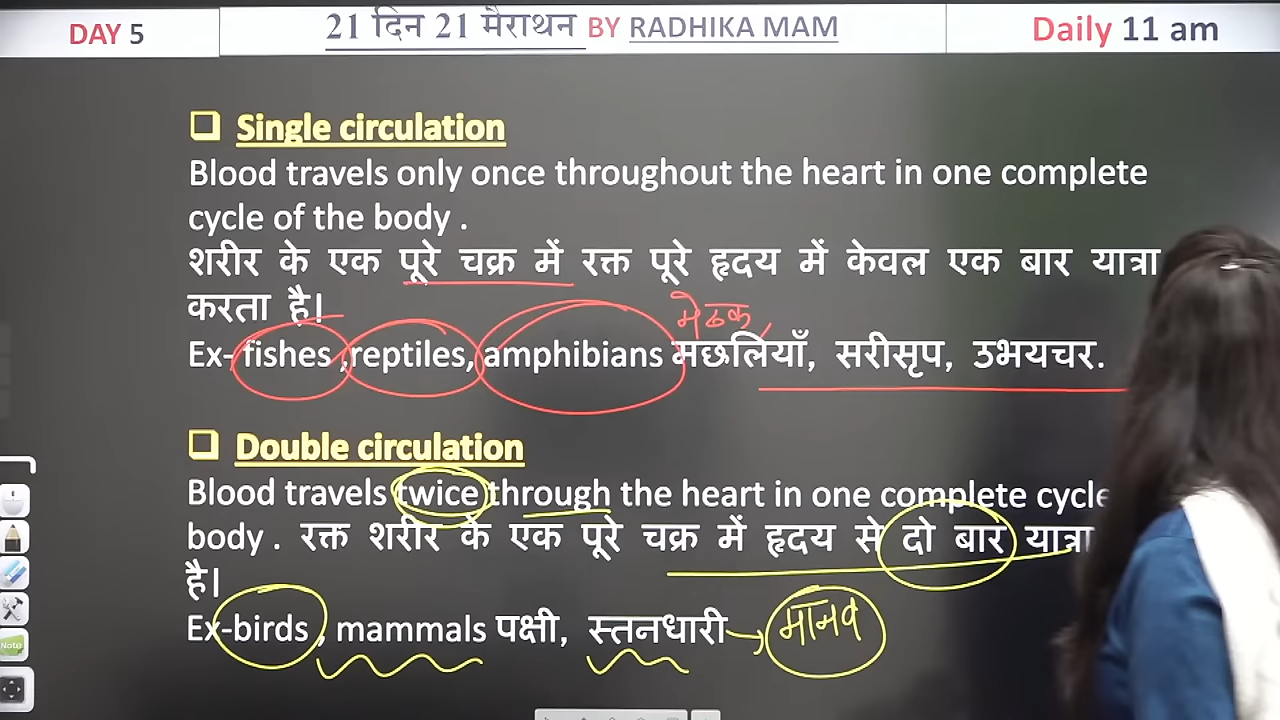 DAY 5
21 दिन 21 मैराथन BY RADHIKA MAM
Daily 11 am
Single circulation
Blood travels only once throughout the heart in one complete
cycle of the body .
शरीर के एक पूरे चक्र में रक्त पूरे हृदय में केवल एक बार यात्रा
करता है।
मेढक,
Ex- fishes ,reptiles, amphibians मछलियाँ, सरीसृप, उभयचर.
Double circulation
Blood travels twice through the heart in one complete cycle
body . रक्त शरीर के एक पूरे चक्र में हृदय से दो बार यात्रा
है।
Ex-birds , mammals पक्षी, स्तनधारी → मानव
Note